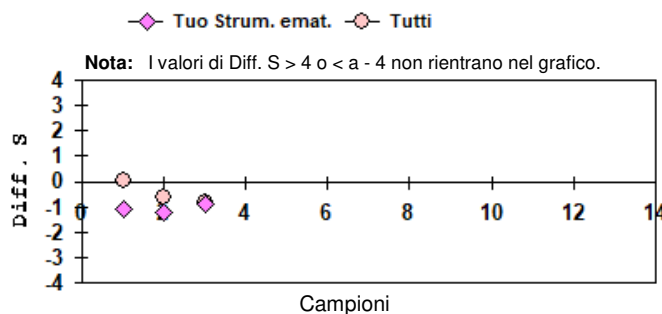 Tuo Strum. emat. Tutti
Nota: I valori di Diff. S > 4 o < a - 4 non rientrano nel grafico.
4
3
2
1
0
-1
-2
-3
-4
Diff. S
0 2 4 6 8 10 12 14
Campioni